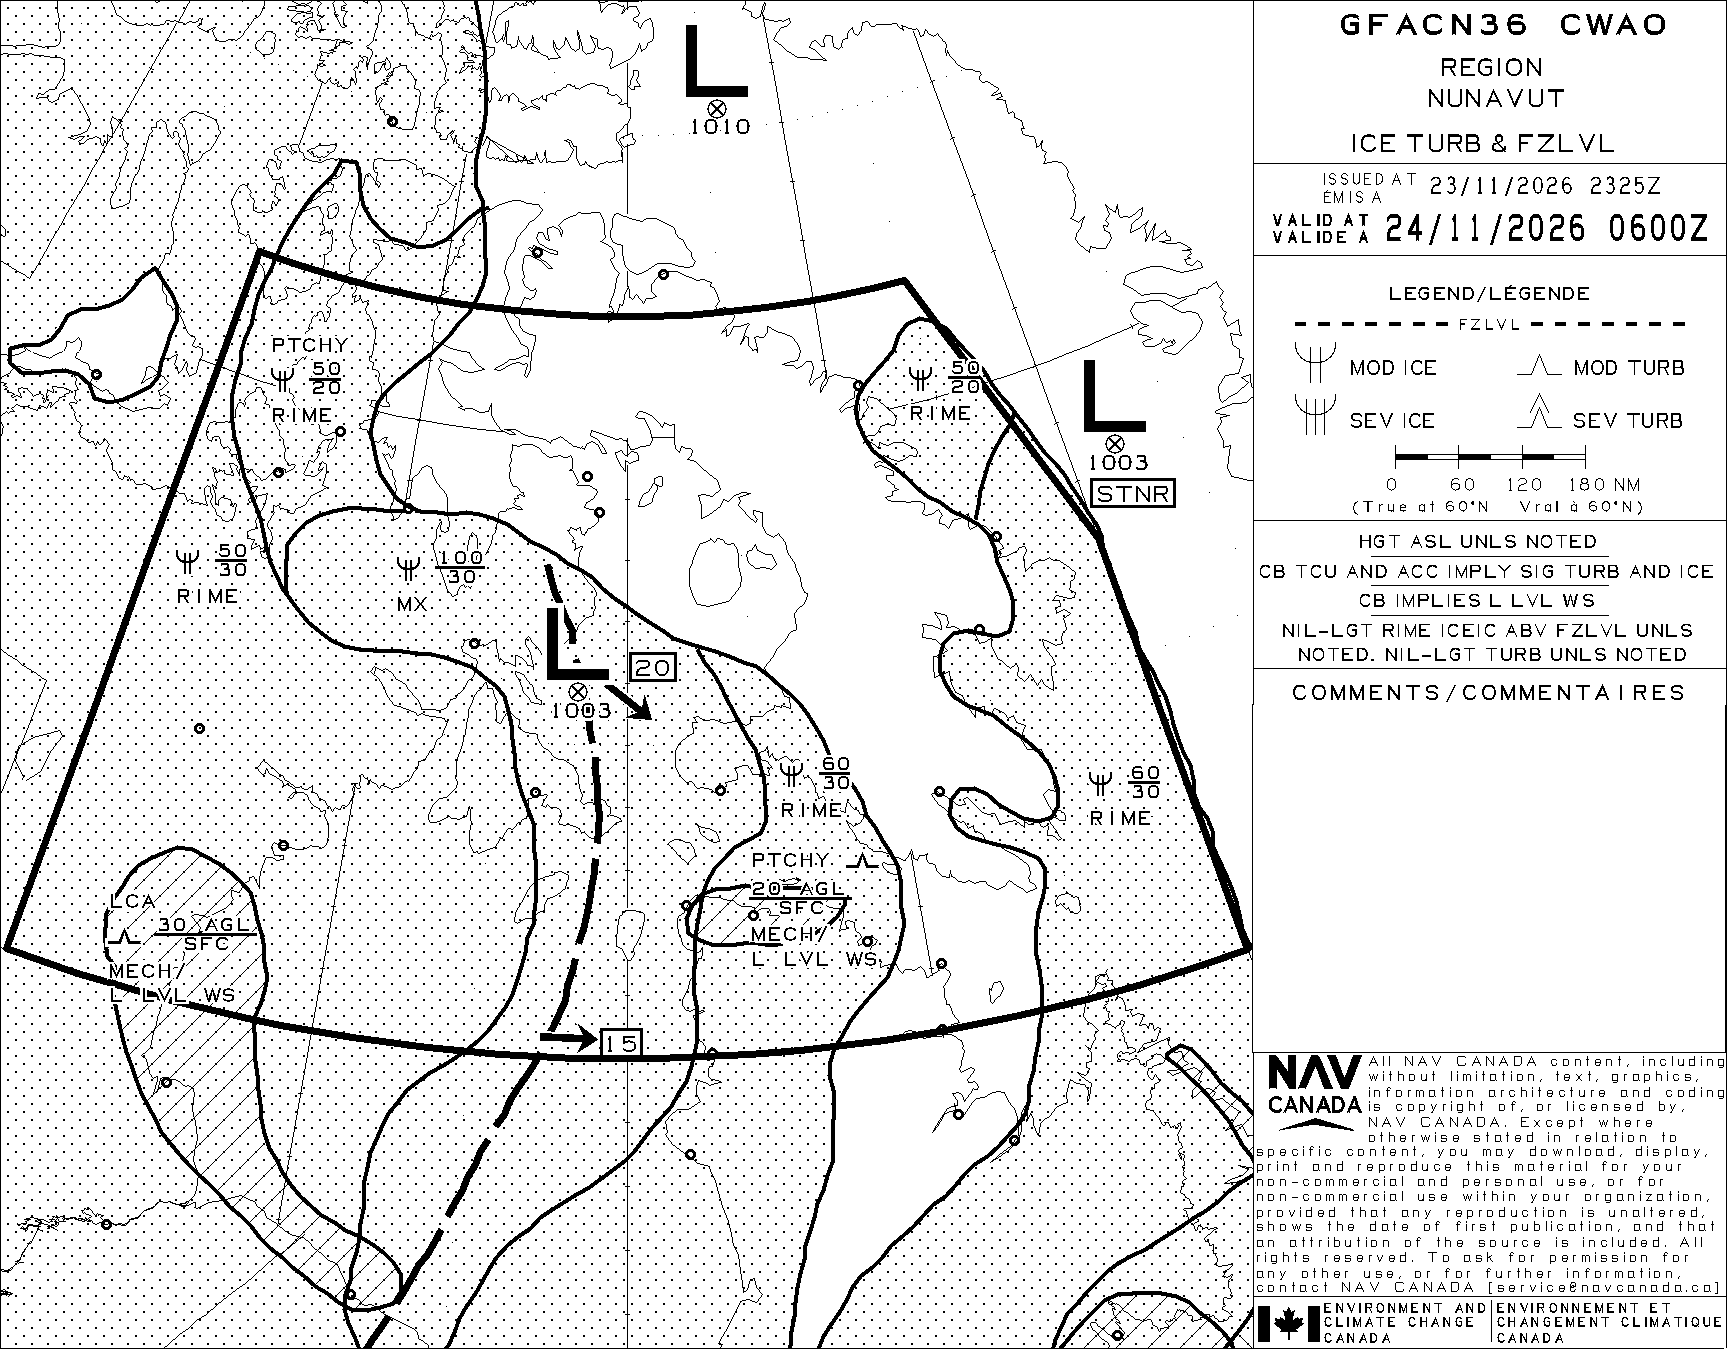 L
1010
PTCHY
50
20
RIME
50
20
RIME
L
1003
STNR
50
30
RIME
100
30
MX
L
20
1003
60
30
RIME
60
30
RIME
PTCHY
20 AGL
SFC
MECH/
L LVL WS
LCA
30 AGL
SFC
MECH/
L LVL WS
15
GFACN36 CWAO
REGION
NUNAVUT
ICE TURB & FZLVL
ISSUED AT
ÉMIS A
23/11/2026 2325Z
VALID AT
VALIDE A
24/11/2026 0600Z
LEGEND/LÉGENDE
FZLVL
MOD ICE
MOD TURB
SEV ICE
SEV TURB
0 60 120 180 NM
(True at 60°N Vrai à 60°N)
HGT ASL UNLS NOTED
CB TCU AND ACC IMPLY SIG TURB AND ICE
CB IMPLIES L LVL WS
NIL-LGT RIME ICEIC ABV FZLVL UNLS
NOTED. NIL-LGT TURB UNLS NOTED
COMMENTS/COMMENTAIRES
NAV
CANADA
All NAV CANADA content, including
without limitation, text, graphics,
information architecture and coding
is copyright of, or licensed by,
NAV CANADA. Except where
otherwise stated in relation to
specific content, you may download, display,
print and reproduce this material for your
non-commercial and personal use, or for
non-commercial use within your organization,
provided that any reproduction is unaltered,
shows the date of first publication, and that
an attribution of the source is included. All
rights reserved. To ask for permission for
any other use, or for further information,
contact NAV CANADA [service@navcanada.ca]
ENVIRONMENT AND
CLIMATE CHANGE
CANADA
ENVIRONNEMENT ET
CHANGEMENT CLIMATIQUE
CANADA